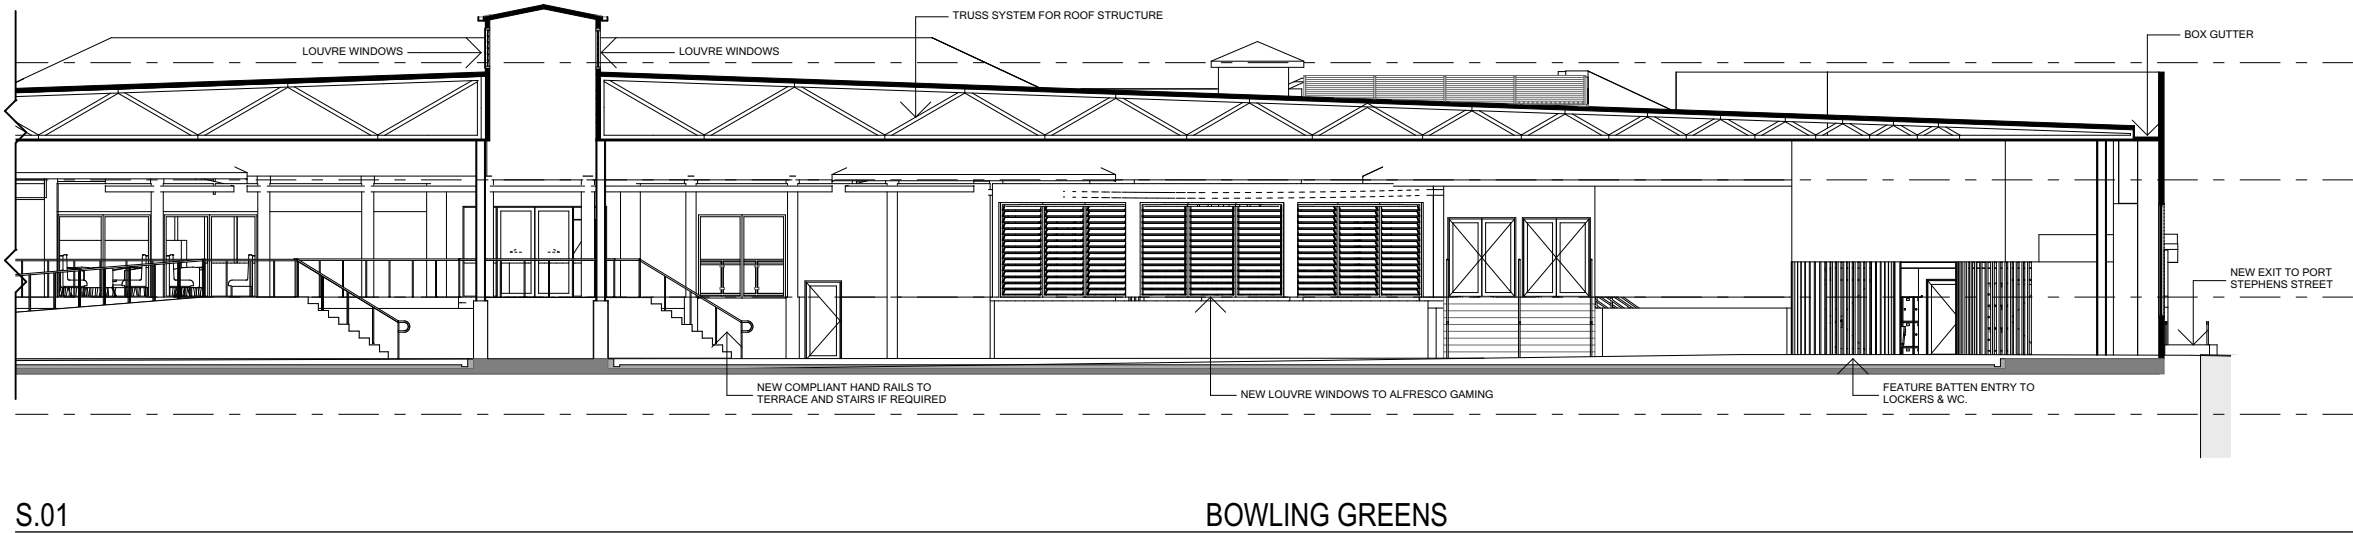 TRUSS SYSTEM FOR ROOF STRUCTURE
BOX GUTTER
LOUVRE WINDOWS
LOUVRE WINDOWS
NEW EXIT TO PORT
STEPHENS STREET
NEW COMPLIANT HAND RAILS TO
TERRACE AND STAIRS IF REQUIRED
NEW LOUVRE WINDOWS TO ALFRESCO GAMING
FEATURE BATTEN ENTRY TO
LOCKERS & WC.
S.01
BOWLING GREENS